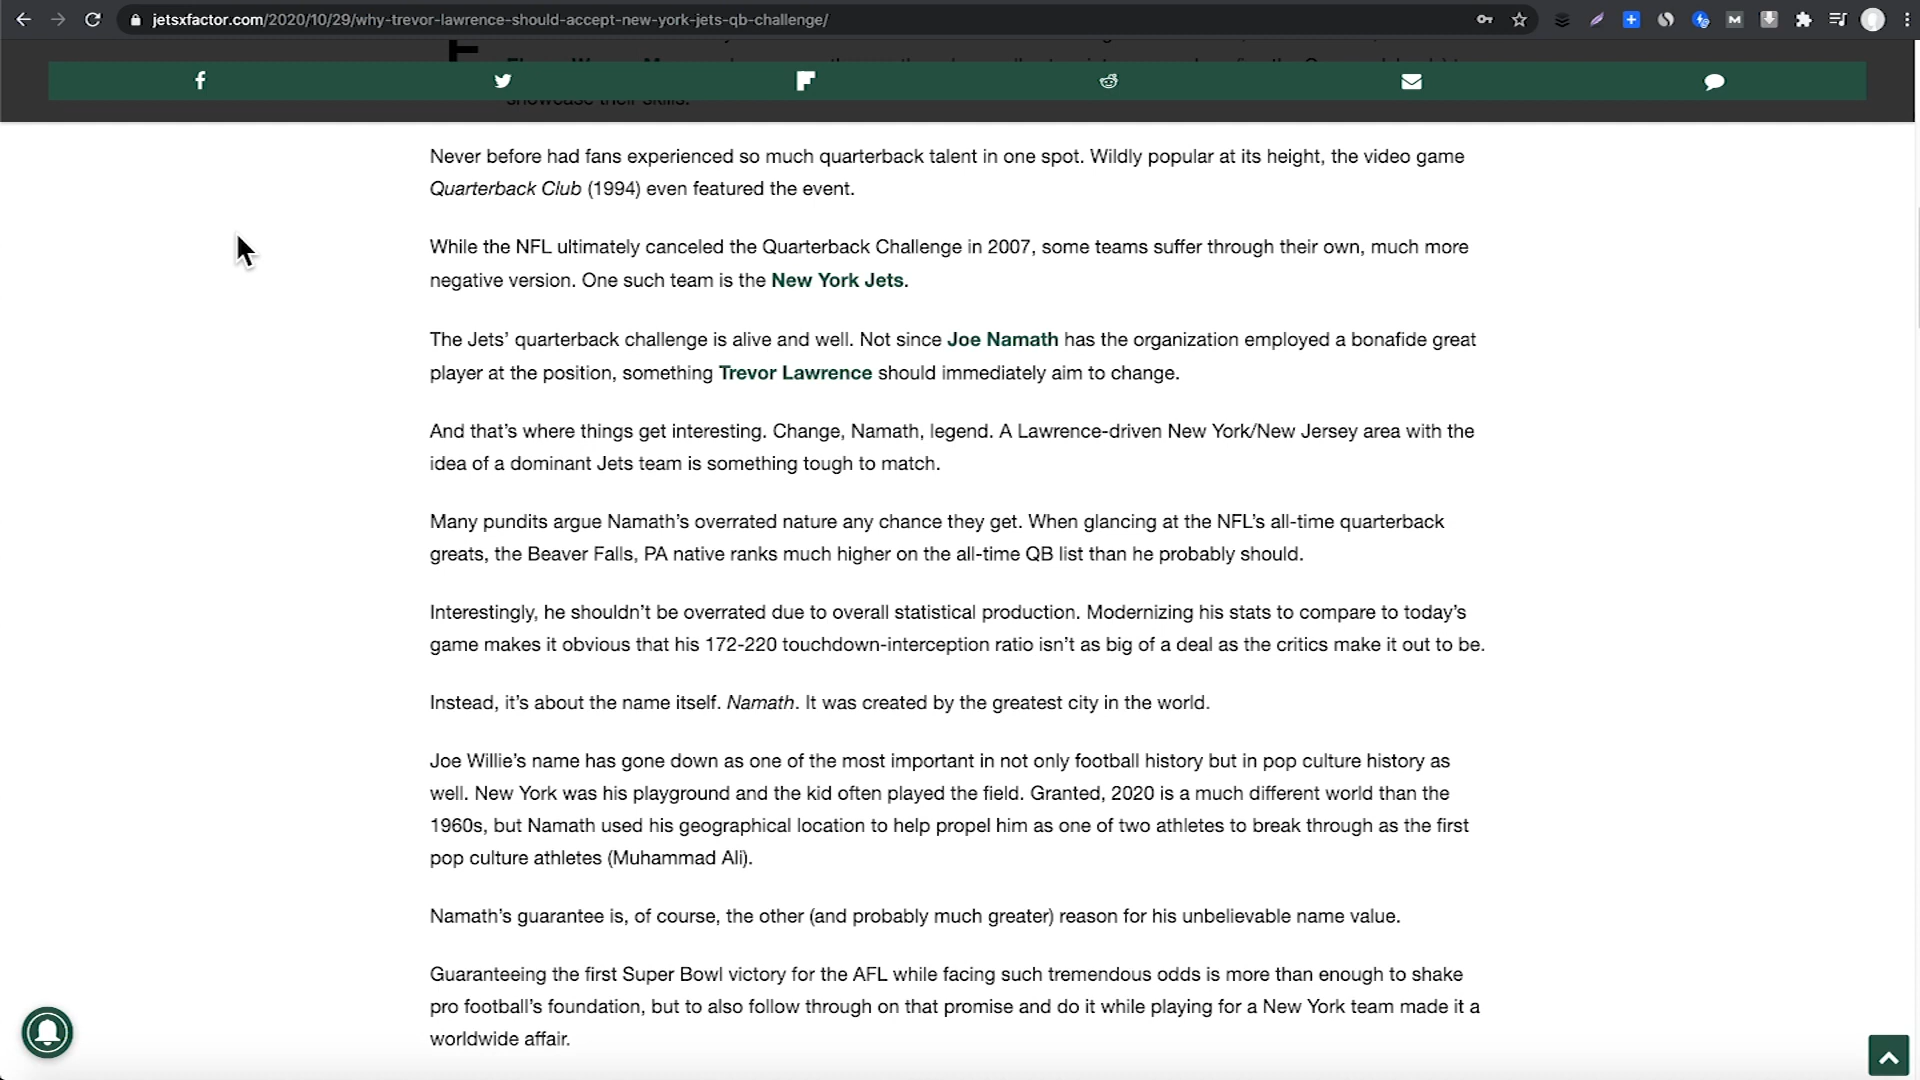 jetsxfactor.com/2020/10/29/why-trevor-lawrence-should-accept-new-york-jets-qb-challenge/
showcase their skills.
Never before had fans experienced so much quarterback talent in one spot. Wildly popular at its height, the video game
Quarterback Club (1994) even featured the event.
While the NFL ultimately canceled the Quarterback Challenge in 2007, some teams suffer through their own, much more
negative version. One such team is the New York Jets.
The Jets’ quarterback challenge is alive and well. Not since Joe Namath has the organization employed a bonafide great
player at the position, something Trevor Lawrence should immediately aim to change.
And that’s where things get interesting. Change, Namath, legend. A Lawrence-driven New York/New Jersey area with the
idea of a dominant Jets team is something tough to match.
Many pundits argue Namath’s overrated nature any chance they get. When glancing at the NFL’s all-time quarterback
greats, the Beaver Falls, PA native ranks much higher on the all-time QB list than he probably should.
Interestingly, he shouldn’t be overrated due to overall statistical production. Modernizing his stats to compare to today’s
game makes it obvious that his 172-220 touchdown-interception ratio isn’t as big of a deal as the critics make it out to be.
Instead, it’s about the name itself. Namath. It was created by the greatest city in the world.
Joe Willie’s name has gone down as one of the most important in not only football history but in pop culture history as
well. New York was his playground and the kid often played the field. Granted, 2020 is a much different world than the
1960s, but Namath used his geographical location to help propel him as one of two athletes to break through as the first
pop culture athletes (Muhammad Ali).
Namath’s guarantee is, of course, the other (and probably much greater) reason for his unbelievable name value.
Guaranteeing the first Super Bowl victory for the AFL while facing such tremendous odds is more than enough to shake
pro football’s foundation, but to also follow through on that promise and do it while playing for a New York team made it a
worldwide affair.